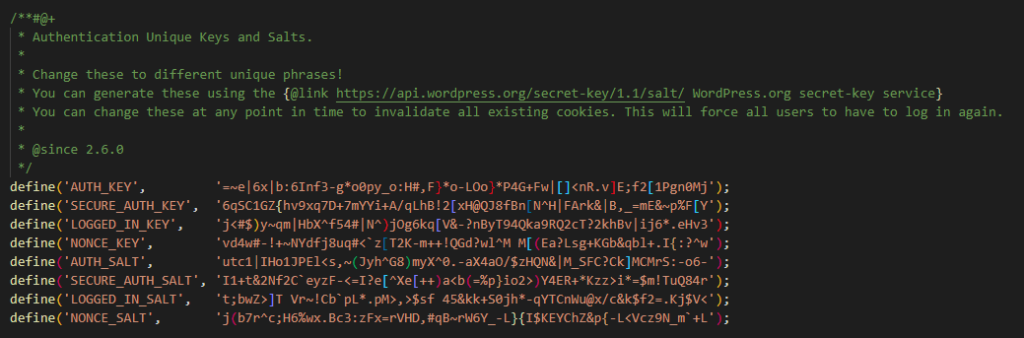 /**#@+
 * Authentication Unique Keys and Salts.
 *
 * Change these to different unique phrases!
 * You can generate these using the {@link https://api.wordpress.org/secret-key/1.1/salt/ WordPress.org secret-key service}
 * You can change these at any point in time to invalidate all existing cookies. This will force all users to have to log in again.
 *
 * @since 2.6.0
 */
define('AUTH_KEY',         '=~e|6x|b:6Inf3-g*o0py_o:H#,F}*o-LOo}*P4G+Fw|[]<nR.v]E;f2[1Pgn0Mj');
define('SECURE_AUTH_KEY',  '6qSC1GZ{hv9xq7D+7mYYi+A/qLhB!2[xH@QJ8fBn[N^H|FArk&|B,_=mE&~p%F[Y');
define('LOGGED_IN_KEY',    'j<#$)y~qm|HbX^f54#|N^)jOg6kq[V&-?nByT94Qka9RQ2cT?2khBv|ij6*.eHv3');
define('NONCE_KEY',        'vd4w#-!+~NYdfj8uq#<`z[T2K-m++!QGd?wl^M M[(Ea?Lsg+KGb&qbl+.I{:?^w');
define('AUTH_SALT',        'utc1|IHo1JPEl<s,~(Jyh^G8)myX^0.-aX4aO/$zHQN&|M_SFC?Ck]MCMrS:-o6-');
define('SECURE_AUTH_SALT', 'I1+t&2Nf2C`eyzF-<=I?e[^Xe[++)a<b(=%p}io2>)Y4ER+*Kzz>i*=$m!TuQ84r');
define('LOGGED_IN_SALT',   't;bwZ>]T Vr~!Cb`pL*.pM>,>$sf 45&kk+S0jh*-qYTCnWu@x/c&k$f2=.Kj$V<');
define('NONCE_SALT',       'j(b7r^c;H6%wx.Bc3:zFx=rVHD,#qB~rW6Y_-L}{I$KEYChZ&p{-L<Vcz9N_m`+L');